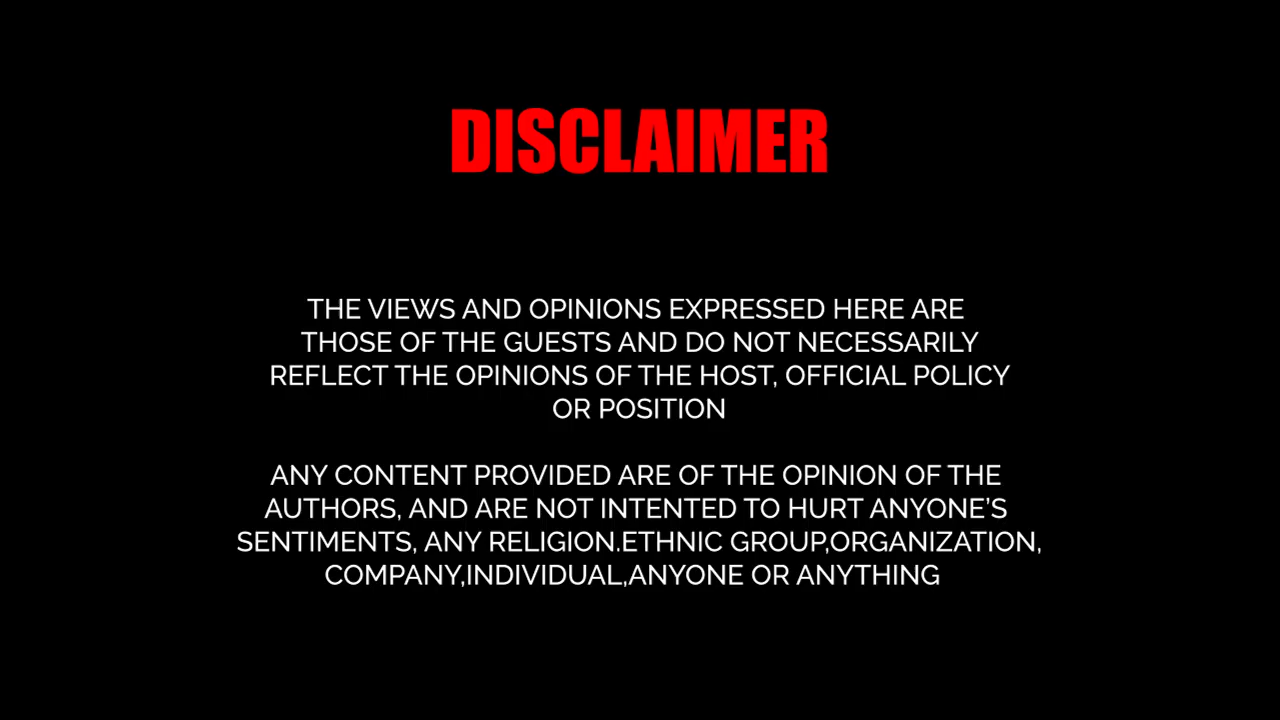 DISCLAIMER
THE VIEWS AND OPINIONS EXPRESSED HERE ARE
THOSE OF THE GUESTS AND DO NOT NECESSARILY
REFLECT THE OPINIONS OF THE HOST, OFFICIAL POLICY
OR POSITION
ANY CONTENT PROVIDED ARE OF THE OPINION OF THE
AUTHORS, AND ARE NOT INTENTED TO HURT ANYONE'S
SENTIMENTS, ANY RELIGION.ETHNIC GROUP,ORGANIZATION,
COMPANY,INDIVIDUAL,ANYONE OR ANYTHING